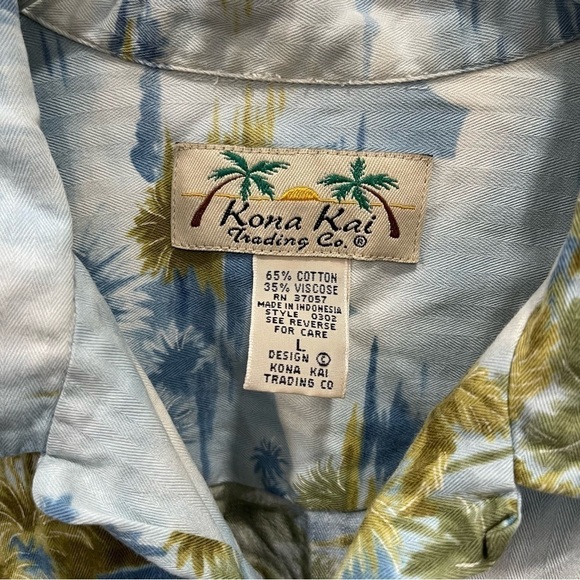 Kona Kai
Trading Co. ®
65% COTTON
35% VISCOSE
RN 37057
MADE IN INDONESIA
STYLE 0302
SEE REVERSE
FOR CARE
L
DESIGN ©
KONA KAI
TRADING CO